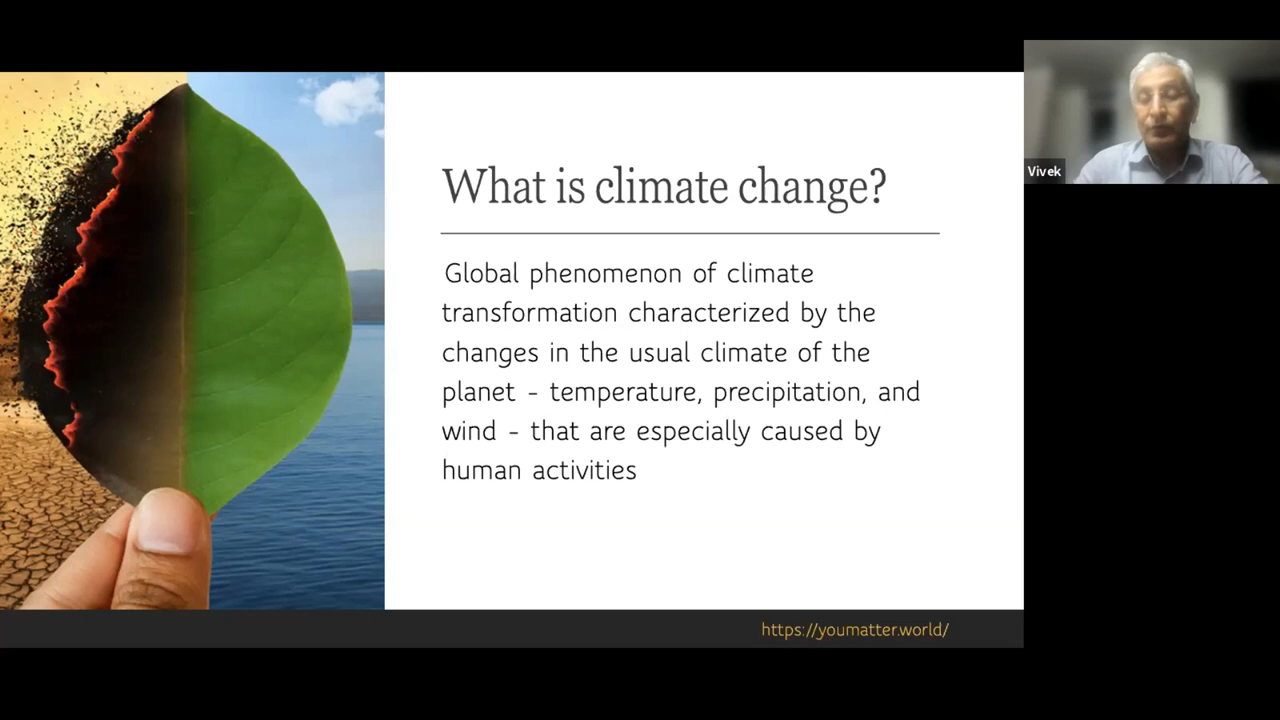 What is climate change?
Global phenomenon of climate
transformation characterized by the
changes in the usual climate of the
planet - temperature, precipitation, and
wind - that are especially caused by
human activities
https://youmatter.world/
Vivek